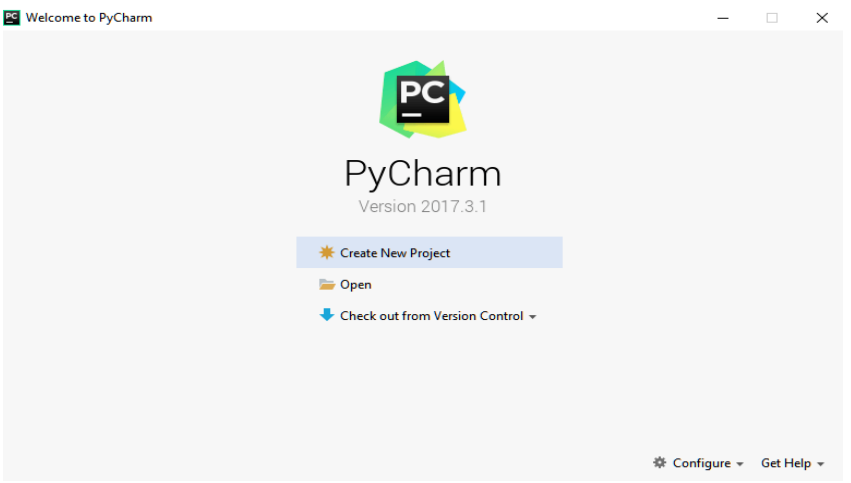 PC Welcome to PyCharm
PC
PyCharm
Version 2017.3.1
Create New Project
Open
Check out from Version Control
Configure Get Help